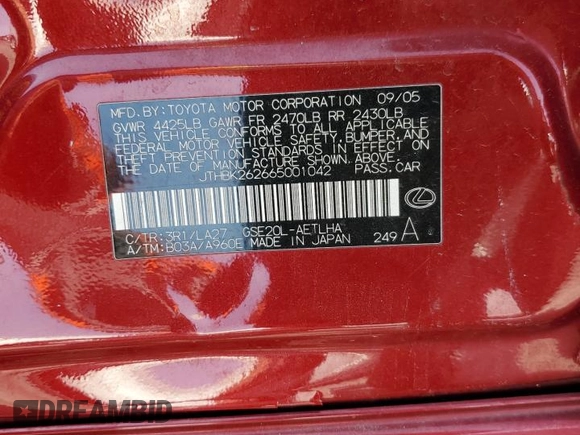 MFD.BY:TOYOTA MOTOR CORPORATION 09/05
GVWR 4425LB GAWR FR 2470LB RR 2430LB
THIS VEHICLE CONFORMS TO ALL APPLICABLE
FEDERAL MOTOR VEHICLE SAFETY,BUMPER,AND
THEFT PREVENTION STANDARDS IN EFFECT ON
THE DATE OF MANUFACTURE SHOWN ABOVE.
JTHBK262665001042 PASS.CAR
C/TR:3R1/LA27 GSE20L-AETLHA
A/TM:B03A/A960E MADE IN JAPAN 249 A
DREAMBID